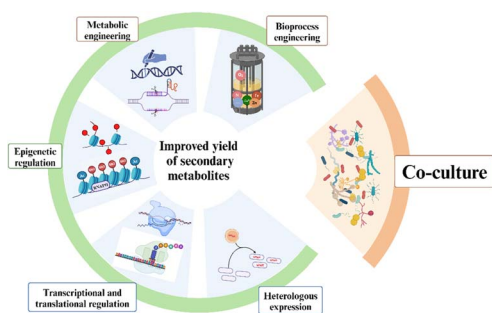 Metabolic
engineering
Bioprocess
engineering
Epigenetic
regulation
Improved yield
of secondary
metabolites
Co-culture
Transcriptional and
translational regulation
Heterologous
expression